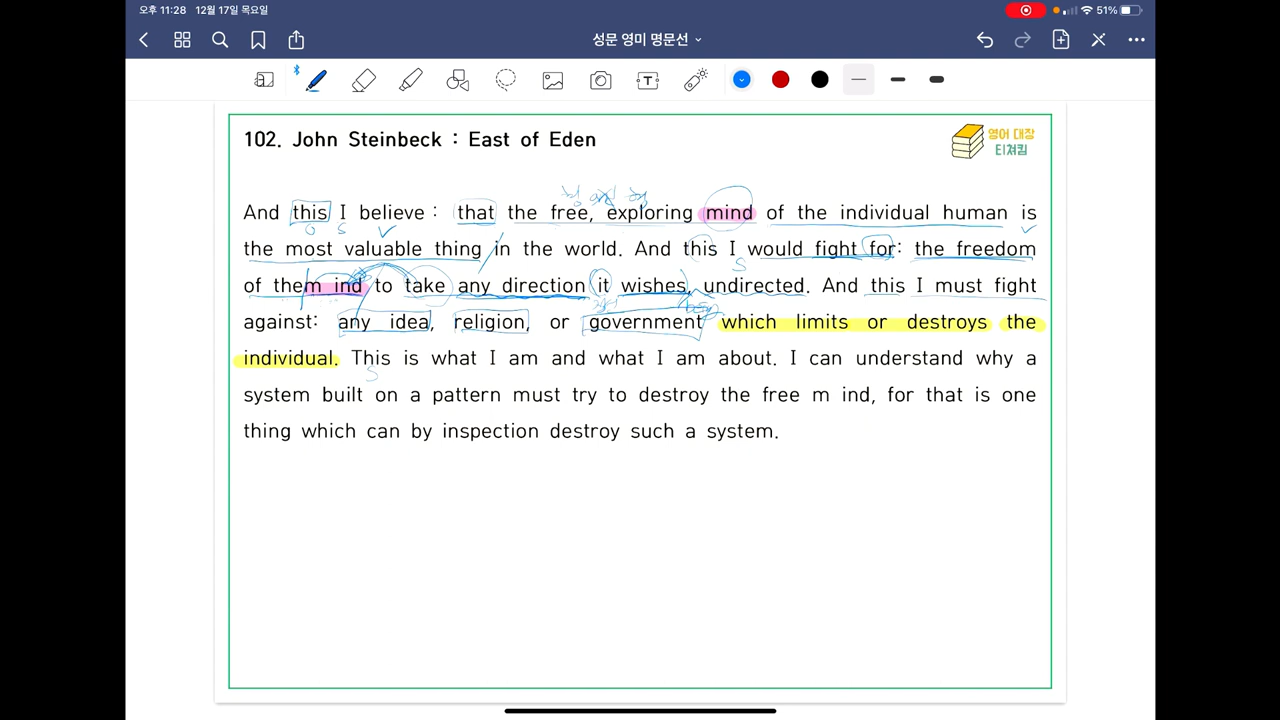 오후 11:28 12월 17일 목요일
51%
성문 영미 명문선
T
102. John Steinbeck : East of Eden
영어 대장
티쳐킴
And this I believe : that the free, exploring mind of the individual human is
the most valuable thing in the world. And this I would fight for: the freedom
of them ind to take any direction it wishes, undirected. And this I must fight
against: any idea, religion, or government which limits or destroys the
individual. This is what I am and what I am about. I can understand why a
system built on a pattern must try to destroy the free m ind, for that is one
thing which can by inspection destroy such a system.